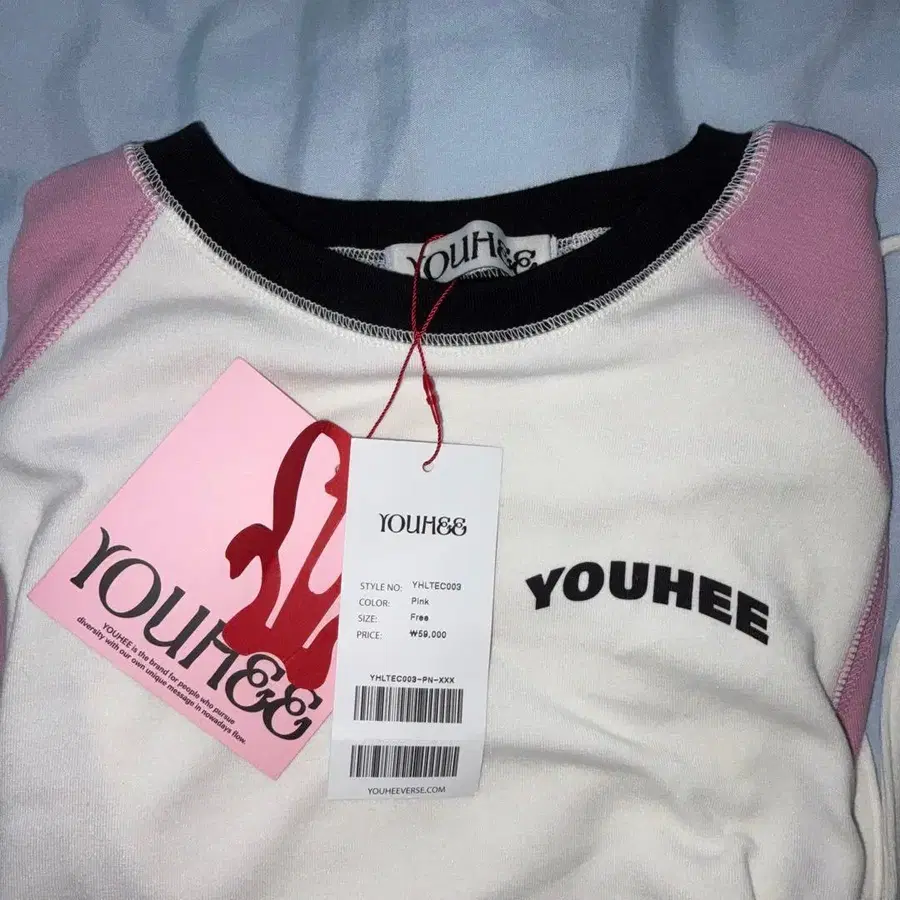 YOUHEE
YOUHEE
YOUHEE is the brand for people who pursue
diversity with our own unique message in nowadays flow.
YOUHEE
STYLE NO: YHLTEC003
COLOR: Pink
SIZE: Free
PRICE: ₩59,000
YHLTEC003-PN-XXX
YOUHEEVERSE.COM
YOUHEE